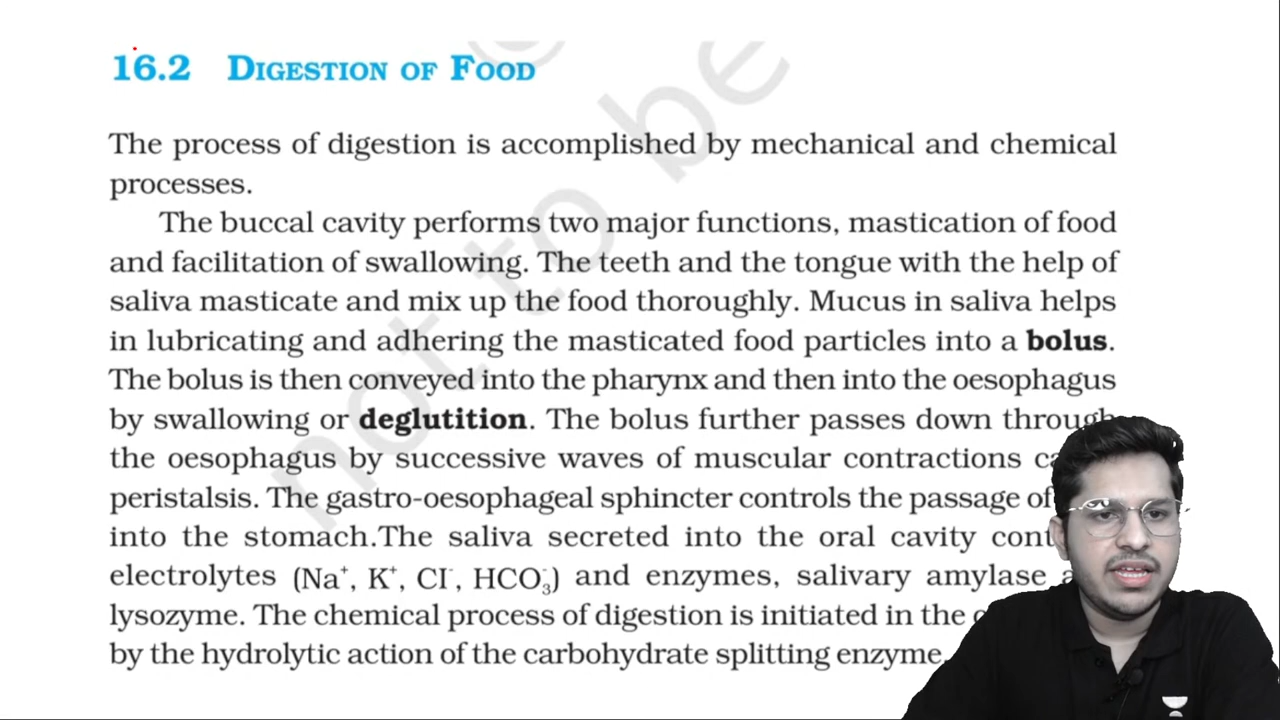 16.2 DIGESTION OF FOOD
The process of digestion is accomplished by mechanical and chemical
processes.
The buccal cavity performs two major functions, mastication of food
and facilitation of swallowing. The teeth and the tongue with the help of
saliva masticate and mix up the food thoroughly. Mucus in saliva helps
in lubricating and adhering the masticated food particles into a bolus.
The bolus is then conveyed into the pharynx and then into the oesophagus
by swallowing or deglutition. The bolus further passes down through
the oesophagus by successive waves of muscular contractions
peristalsis. The gastro-oesophageal sphincter controls the passage of
into the stomach.The saliva secreted into the oral cavity
electrolytes (Na⁺, K⁺, Cl⁻, HCO₃⁻) and enzymes, salivary amylase
lysozyme. The chemical process of digestion is initiated in the
by the hydrolytic action of the carbohydrate splitting enzyme,
not to be